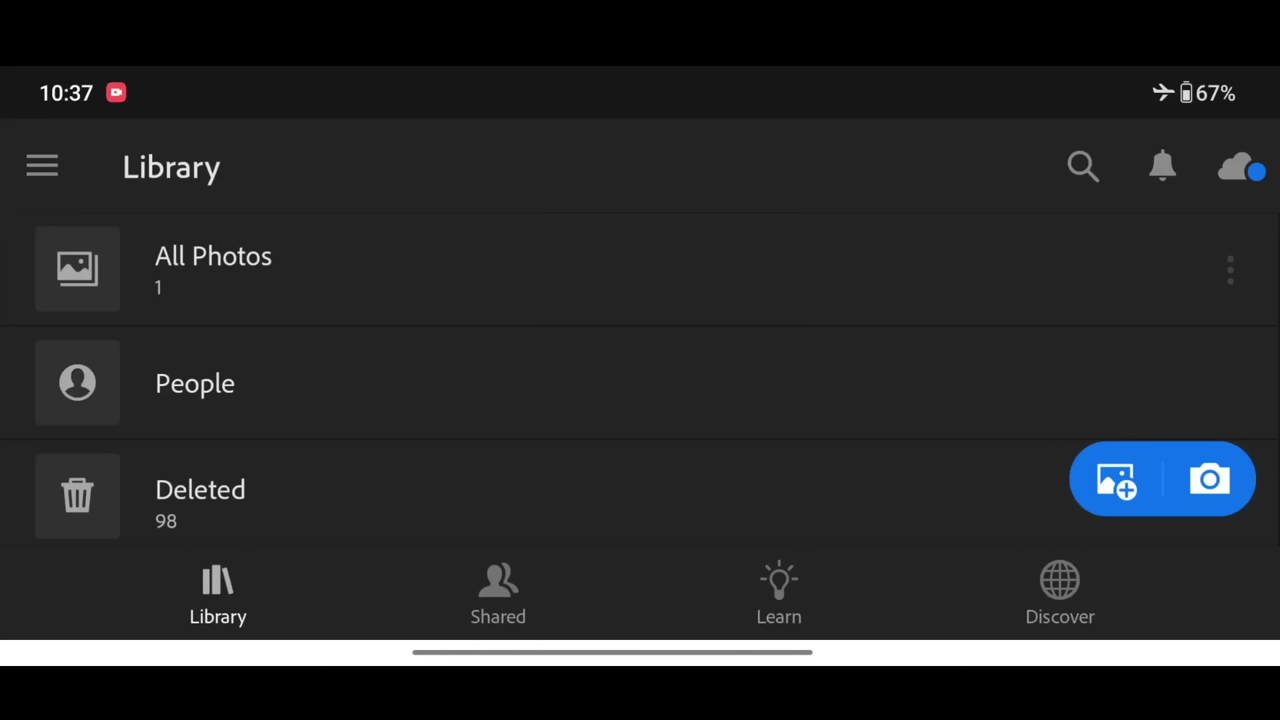 10:37
67%
Library
All Photos
1
People
Deleted
98
Library
Shared
Learn
Discover